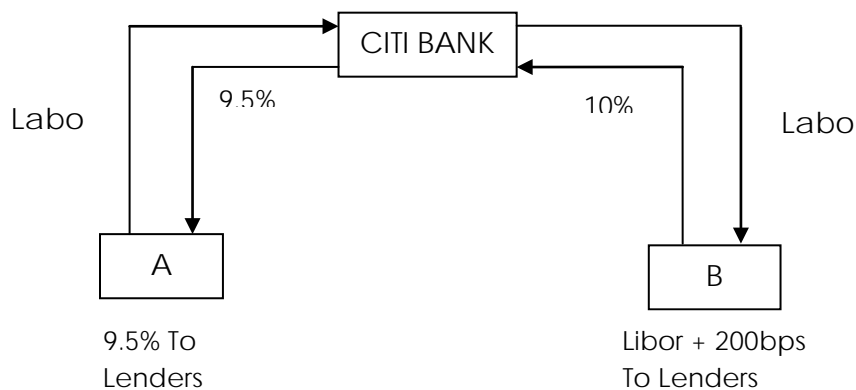 CITI BANK
9.5%
10%
Labo
Labo
A
B
9.5% To
Lenders
Libor + 200bps
To Lenders